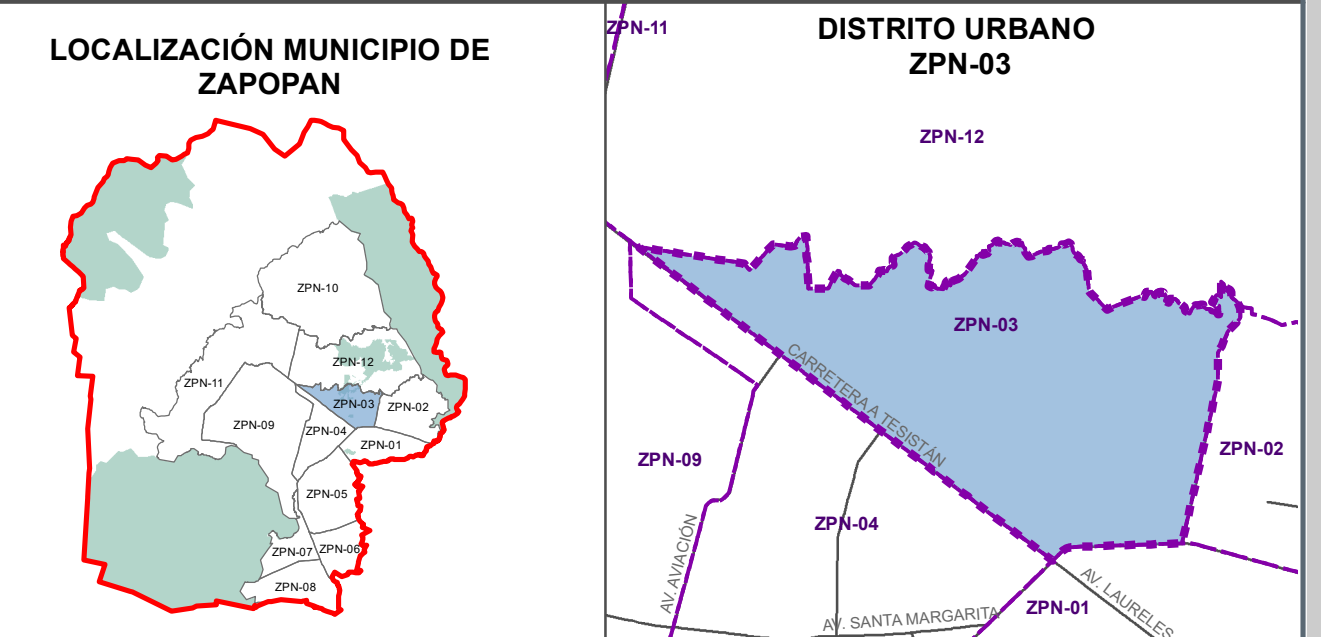 LOCALIZACIÓN MUNICIPIO DE
ZAPOPAN
ZPN-10
ZPN-12
ZPN-11
ZPN-03
ZPN-02
ZPN-09
ZPN-04
ZPN-01
ZPN-05
ZPN-07
ZPN-06
ZPN-08
DISTRITO URBANO
ZPN-03
ZPN-11
ZPN-12
ZPN-03
CARRETERA A TESISTÁN
ZPN-09
ZPN-02
ZPN-04
AV. AVIACIÓN
AV. SANTA MARGARITA
ZPN-01
AV. LAURELES